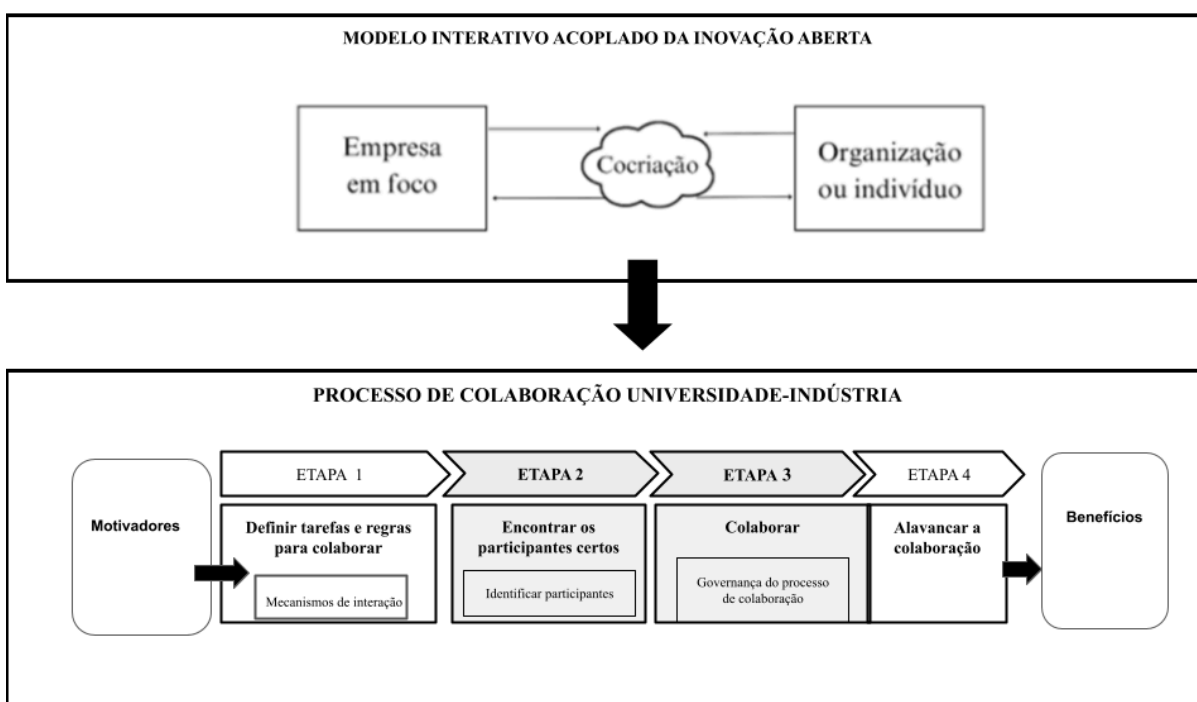 MODELO INTERATIVO ACOPLADO DA INOVAÇÃO ABERTA
Empresa
em foco
Cocriação
Organização
ou indivíduo
PROCESSO DE COLABORAÇÃO UNIVERSIDADE-INDÚSTRIA
Motivadores
ETAPA 1
Definir tarefas e regras
para colaborar
Mecanismos de interação
ETAPA 2
Encontrar os
participantes certos
Identificar participantes
ETAPA 3
Colaborar
Governança do processo
de colaboração
ETAPA 4
Alavancar a
colaboração
Benefícios